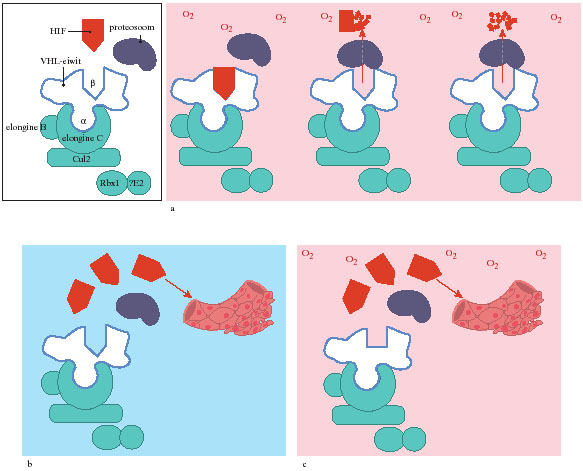 HIF
proteosoom
VHL-eiwit
β
α
elongine B
elongine C
Cul2
Rbx1
?E2
O2
O2
O2
O2
O2
O2
O2
a
b
O2
O2
O2
O2
O2
c